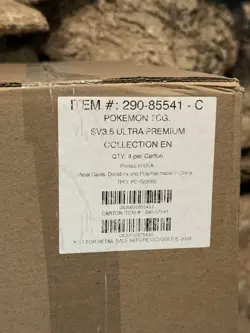 ITEM #: 290-85541 - C
POKEMON TCG:
SV3.5 ULTRA PREMIUM
COLLECTION EN
QTY: 4 per Carton
Printed in USA
Metal Cards, Deckbox, and Playmat made in China
CARTON ITEM #: 290-85541
NOT FOR RETAIL SALE BEFORE OCTOBER 6, 2023